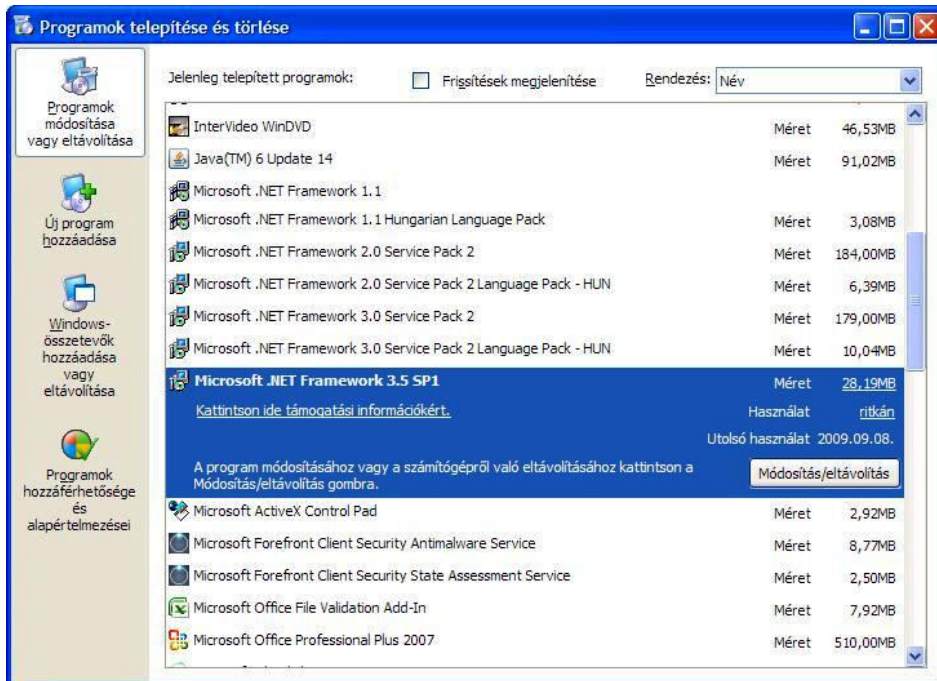 Programok telepítése és törlése
Programok
módosítása
vagy eltávolítása
Új program
hozzáadása
Windows-
összetevők
hozzáadása
vagy
eltávolítása
Programok
hozzáférhetősége
és
alapértelmezései
Jelenleg telepített programok: Frissítések megjelenítése Rendezés: Név
InterVideo WinDVD Méret 46,53MB
Java(TM) 6 Update 14 Méret 91,02MB
Microsoft .NET Framework 1.1
Microsoft .NET Framework 1.1 Hungarian Language Pack Méret 3,08MB
Microsoft .NET Framework 2.0 Service Pack 2 Méret 184,00MB
Microsoft .NET Framework 2.0 Service Pack 2 Language Pack - HUN Méret 6,39MB
Microsoft .NET Framework 3.0 Service Pack 2 Méret 179,00MB
Microsoft .NET Framework 3.0 Service Pack 2 Language Pack - HUN Méret 10,04MB
Microsoft .NET Framework 3.5 SP1 Méret 28,19MB
Kattintson ide támogatási információkért. Használat ritkán
Utolsó használat 2009.09.08.
A program módosításához vagy a számítógépről való eltávolításához kattintson a
Módosítás/eltávolítás gombra.
Módosítás/eltávolítás
Microsoft ActiveX Control Pad Méret 2,92MB
Microsoft Forefront Client Security Antimalware Service Méret 8,77MB
Microsoft Forefront Client Security State Assessment Service Méret 2,50MB
Microsoft Office File Validation Add-In Méret 7,92MB
Microsoft Office Professional Plus 2007 Méret 510,00MB